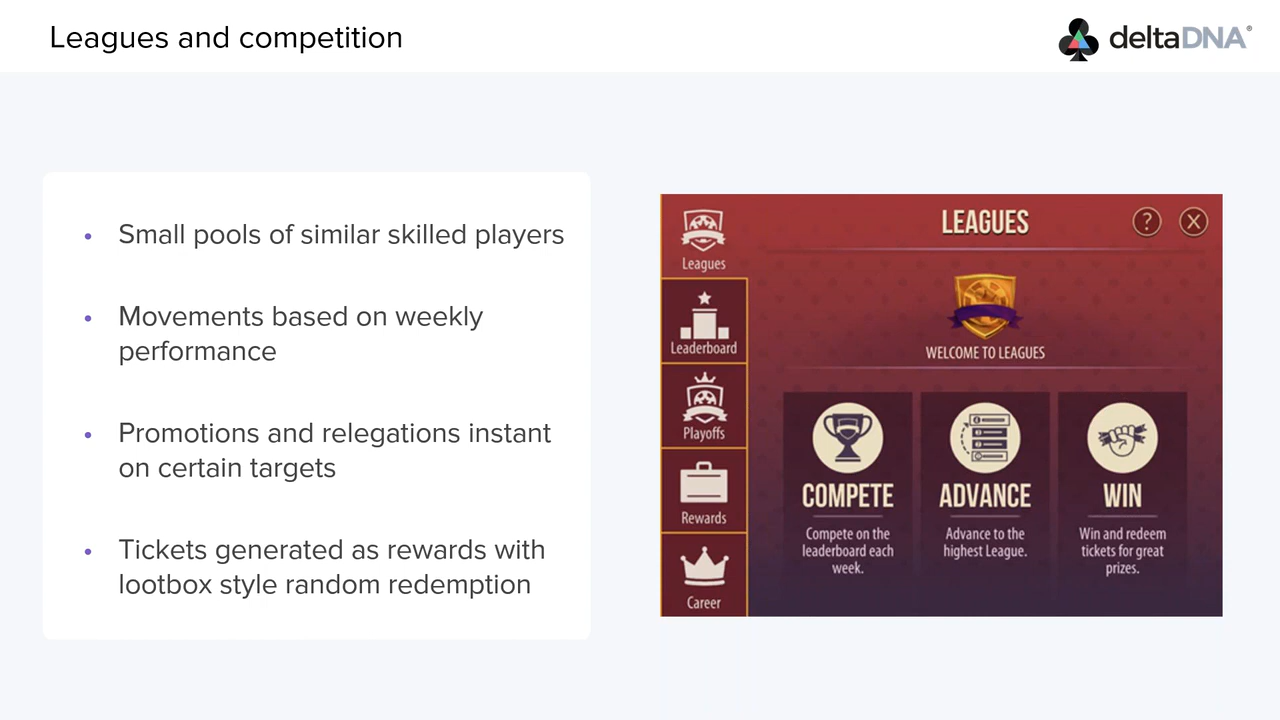 Leagues and competition
deltaDNA®
• Small pools of similar skilled players
• Movements based on weekly
performance
• Promotions and relegations instant
on certain targets
• Tickets generated as rewards with
lootbox style random redemption
LEAGUES
?
X
Leagues
Leaderboard
Playoffs
Rewards
Career
WELCOME TO LEAGUES
COMPETE
Compete on the
leaderboard each
week.
ADVANCE
Advance to the
highest League.
WIN
Win and redeem
tickets for great
prizes.